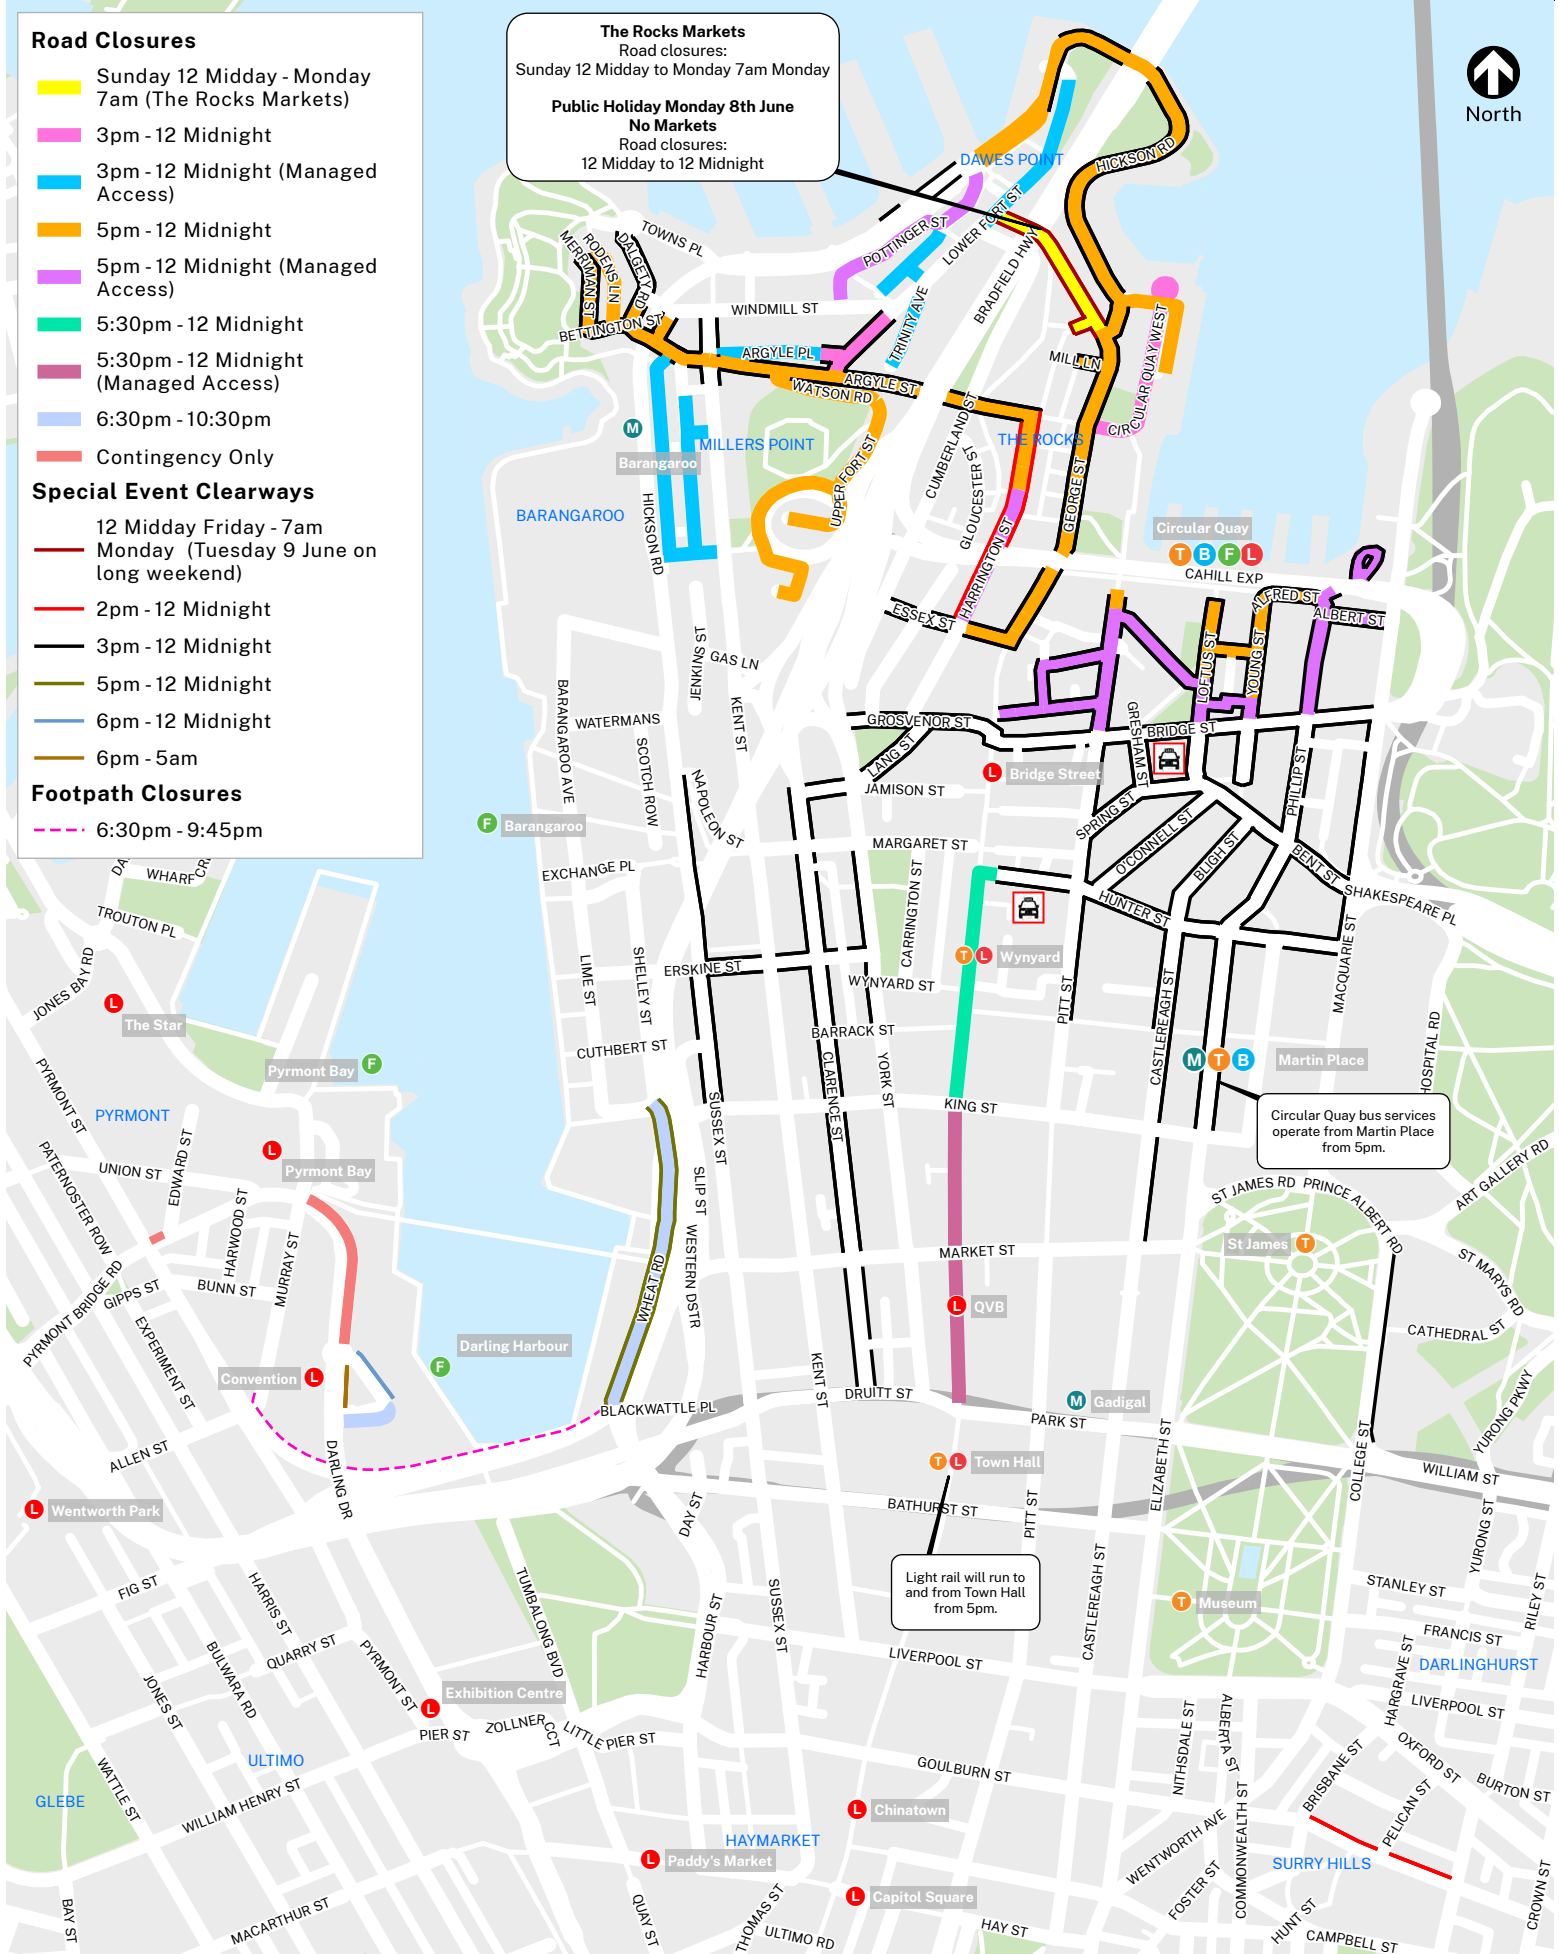 Road Closures
Sunday 12 Midday - Monday
7am (The Rocks Markets)
3pm - 12 Midnight
3pm - 12 Midnight (Managed
Access)
5pm - 12 Midnight
5pm - 12 Midnight (Managed
Access)
5:30pm - 12 Midnight
5:30pm - 12 Midnight
(Managed Access)
6:30pm - 10:30pm
Contingency Only
Special Event Clearways
12 Midday Friday - 7am
Monday (Tuesday 9 June on
long weekend)
2pm - 12 Midnight
3pm - 12 Midnight
5pm - 12 Midnight
6pm - 12 Midnight
6pm - 5am
Footpath Closures
6:30pm - 9:45pm
The Rocks Markets
Road closures:
Sunday 12 Midday to Monday 7am Monday
Public Holiday Monday 8th June
No Markets
Road closures:
12 Midday to 12 Midnight
North
DAWES POINT
HICKSON RD
TOWNS PL
POTTINGER ST
LOWER FORT ST
BRADFIELD HWY
MERRIMAN ST
RODENS LN
DALGETY RD
BETTINGTON ST
WINDMILL ST
TRINITY AVE
ARGYLE PL
ARGYLE ST
WATSON RD
MILL LN
CIRCULAR QUAY WEST
M
Barangaroo
MILLERS POINT
UPPER FORT ST
CUMBERLAND ST
THE ROCKS
GLOUCESTER ST
GEORGE ST
HARRINGTON ST
BARANGAROO
HICKSON RD
Circular Quay
T B F L
CAHILL EXP
ESSEX ST
ALFRED ST
ALBERT ST
LOFTUS ST
YOUNG ST
JENKINS ST
GAS LN
KENT ST
BARANGAROO AVE
WATERMANS
SCOTCH ROW
NAPOLEON ST
GROSVENOR ST
LANG ST
GRESHAM ST
BRIDGE ST
L
Bridge Street
JAMISON ST
PHILLIP ST
SPRING ST
O'CONNELL ST
BLIGH ST
BENT ST
SHAKESPEARE PL
F
Barangaroo
MARGARET ST
EXCHANGE PL
CARRINGTON ST
HUNTER ST
MACQUARIE ST
WHARF
TROUTON PL
JONES BAY RD
L
The Star
LIME ST
SHELLEY ST
ERSKINE ST
WYNYARD ST
T L
Wynyard
PITT ST
CASTLEREAGH ST
HOSPITAL RD
BARRACK ST
CUTHBERT ST
CLARENCE ST
YORK ST
M T B
Martin Place
Circular Quay bus services
operate from Martin Place
from 5pm.
Pyrmont Bay
F
PYRMONT ST
PYRMONT
KING ST
SUSSEX ST
PATERNOSTER ROW
UNION ST
EDWARD ST
L
Pyrmont Bay
HARWOOD ST
MURRAY ST
SLIP ST
WESTERN DSTR
WHEAT RD
MARKET ST
ST JAMES RD
PRINCE ALBERT RD
ART GALLERY RD
St James
T
ST MARYS RD
PYRMONT BRIDGE RD
GIPPS ST
BUNN ST
EXPERIMENT ST
L
QVB
CATHEDRAL ST
Darling Harbour
F
Convention
L
KENT ST
DRUITT ST
BLACKWATTLE PL
M
Gadigal
PARK ST
YURONG PKWY
ALLEN ST
DARLING DR
T L
Town Hall
ELIZABETH ST
COLLEGE ST
WILLIAM ST
L
Wentworth Park
DAY ST
BATHURST ST
PITT ST
YURONG ST
Light rail will run to
and from Town Hall
from 5pm.
FIG ST
HARRIS ST
TUMBALONG BVD
HARBOUR ST
SUSSEX ST
CASTLEREAGH ST
T
Museum
STANLEY ST
RILEY ST
FRANCIS ST
DARLINGHURST
QUARRY ST
BULWARA RD
PYRMONT ST
JONES ST
LIVERPOOL ST
HARGRAVE ST
LIVERPOOL ST
Exhibition Centre
L
PIER ST
ZOLLNER CCT
LITTLE PIER ST
NITHSDALE ST
ALBERTA ST
OXFORD ST
BURTON ST
ULTIMO
GOULBURN ST
BRISBANE ST
GLEBE
WATTLE ST
WILLIAM HENRY ST
L
Chinatown
HAYMARKET
L
Paddy's Market
WENTWORTH AVE
COMMONWEALTH ST
PELICAN ST
SURRY HILLS
L
Capitol Square
FOSTER ST
HUNT ST
CROWN ST
BAY ST
MACARTHUR ST
QUAY ST
THOMAS ST
ULTIMO RD
HAY ST
CAMPBELL ST